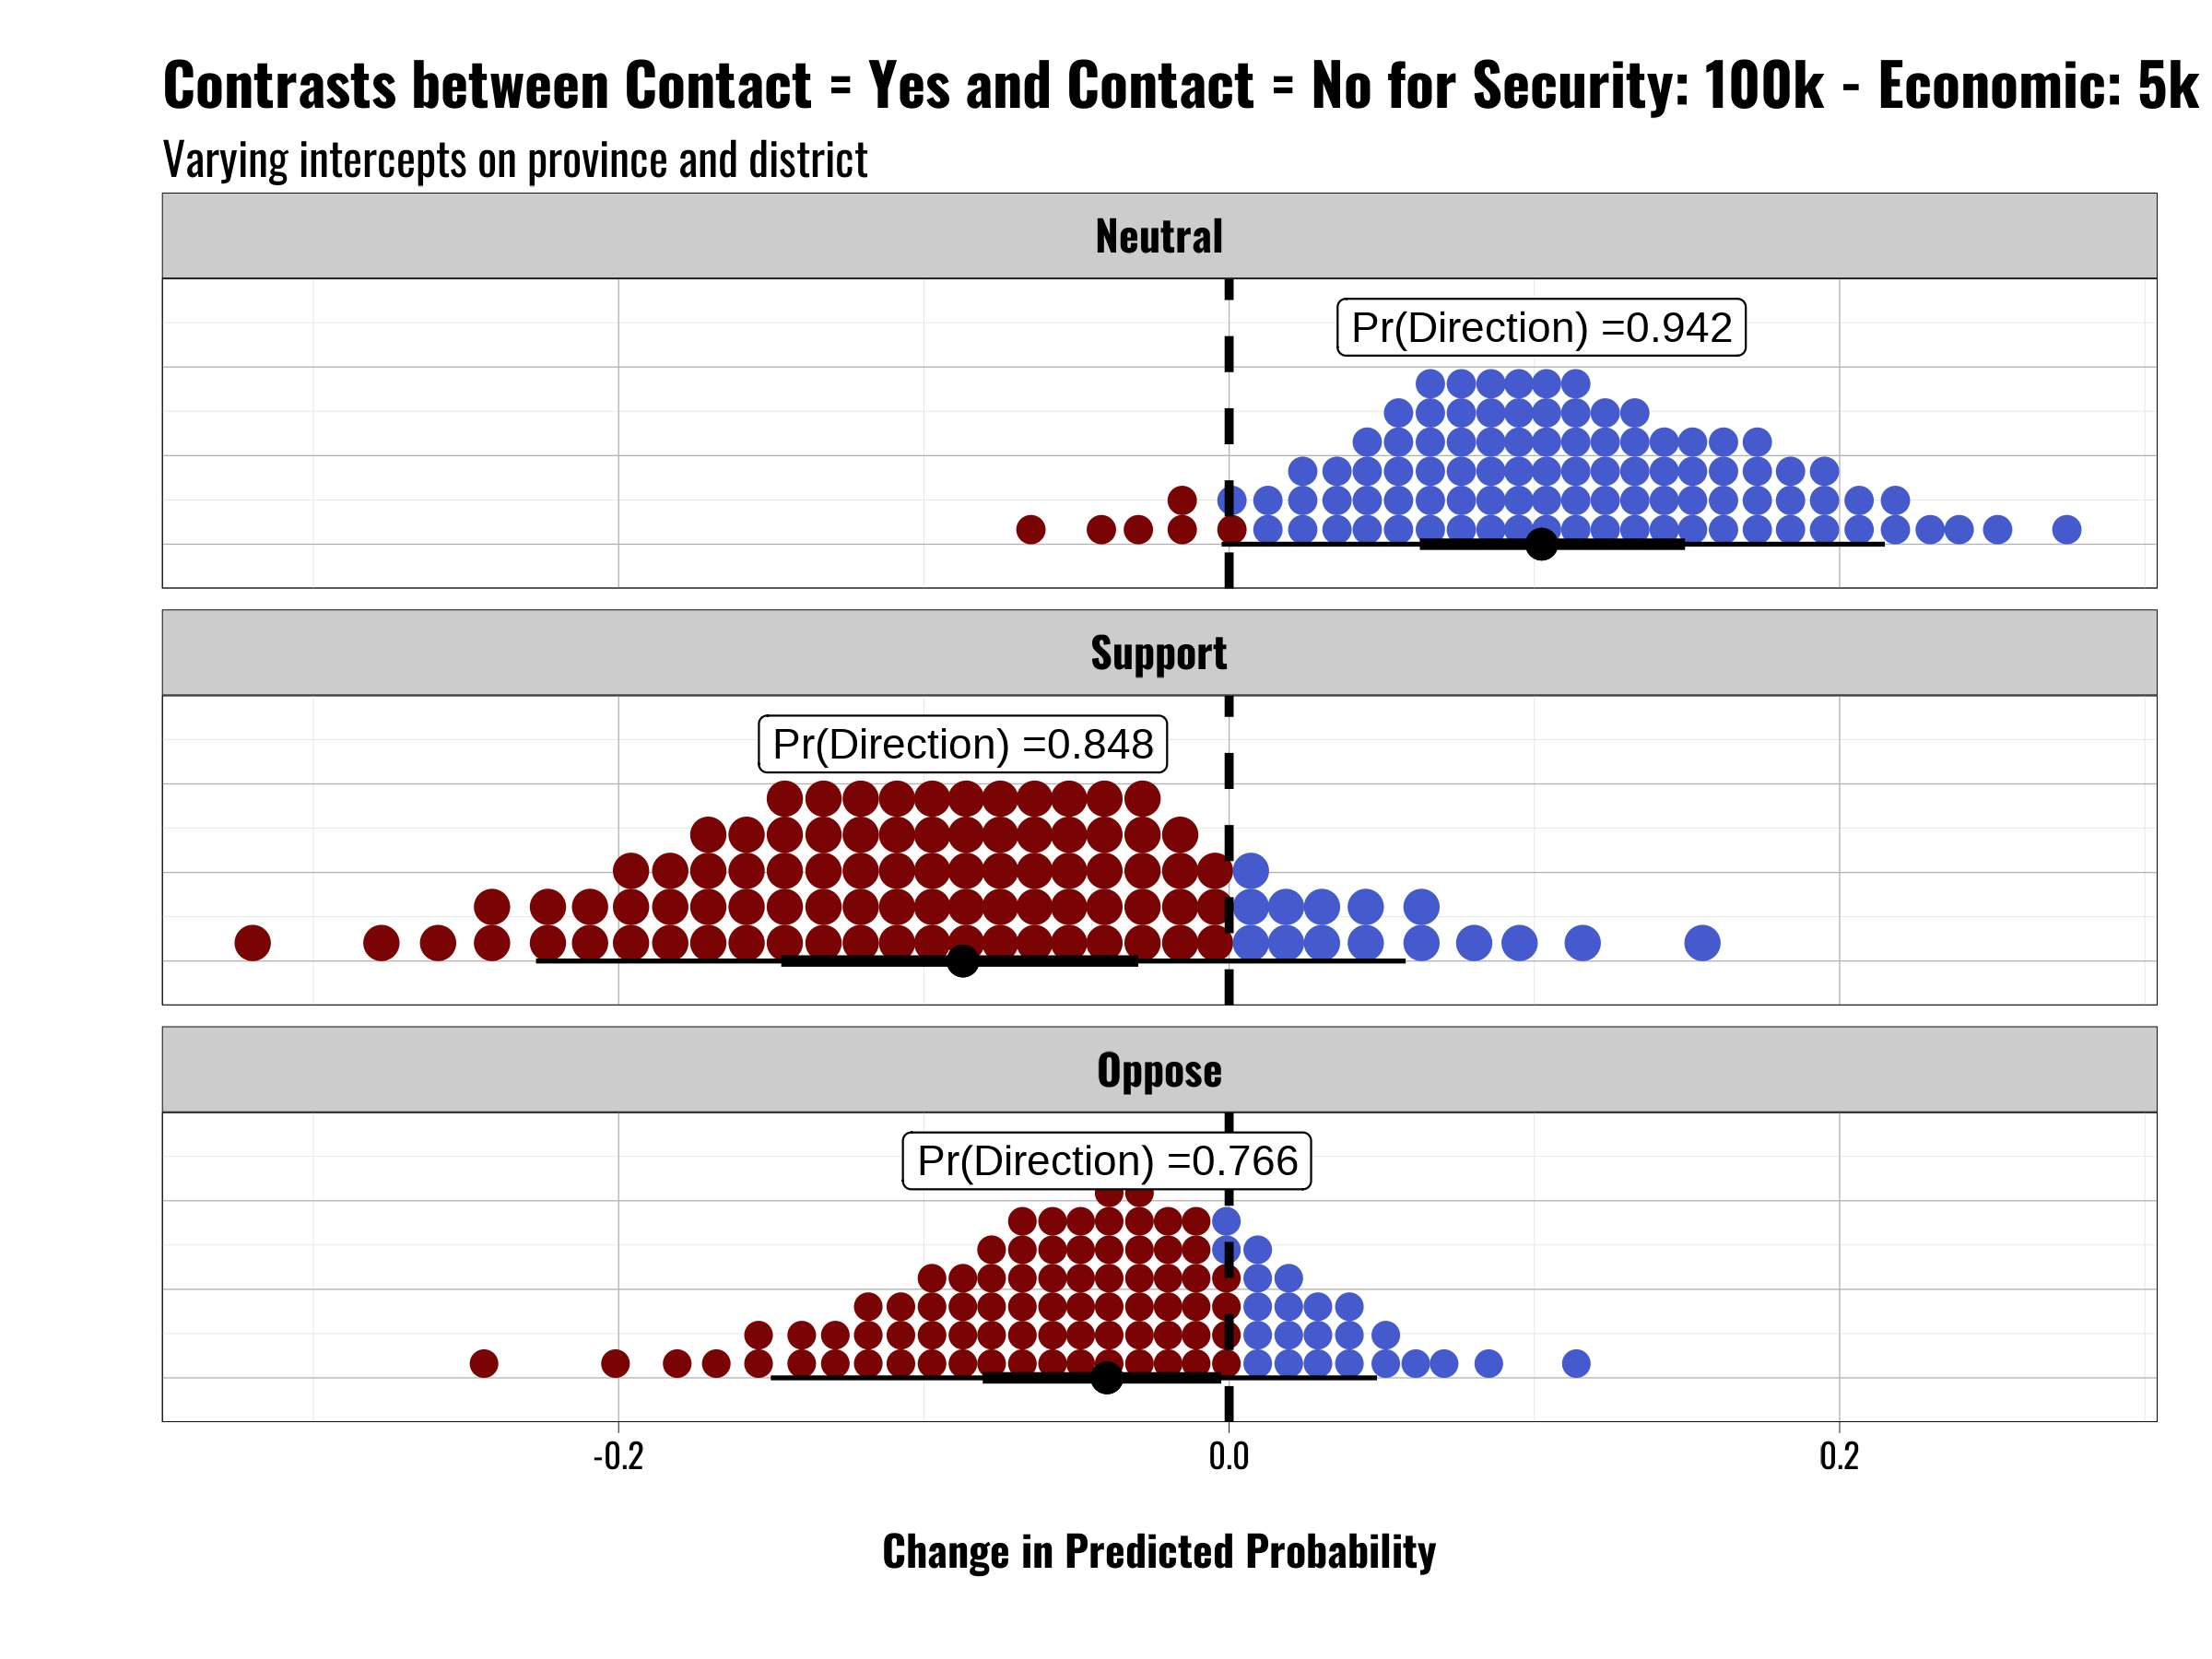 Contrasts between Contact = Yes and Contact = No for Security: 100k - Economic: 5k
Varying intercepts on province and district
Neutral
Pr(Direction) =0.942
Support
Pr(Direction) =0.848
Oppose
Pr(Direction) =0.766
-0.2 0.0 0.2
Change in Predicted Probability